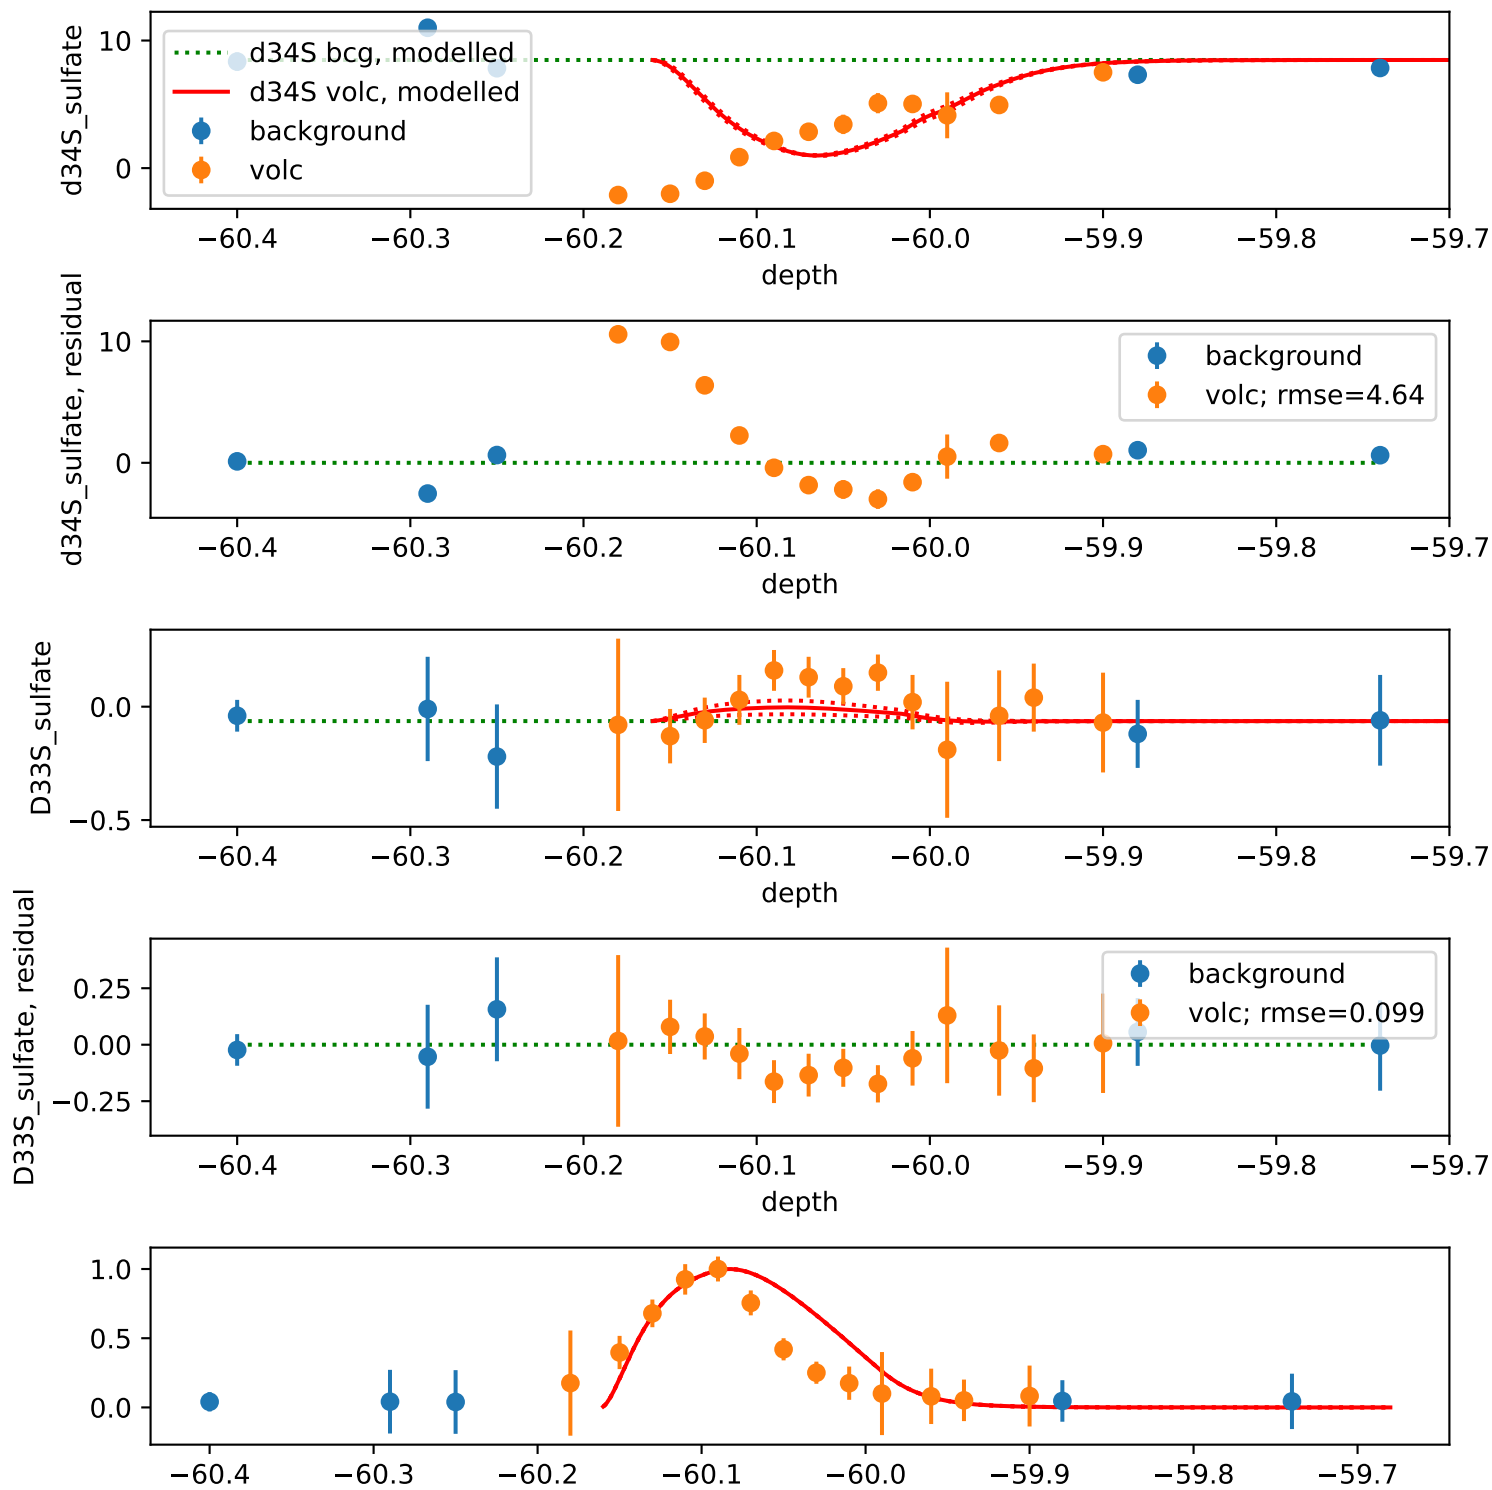 d34S_sulfate
10
0
d34S bcg, modelled
d34S volc, modelled
background
volc
−60.4 −60.3 −60.2 −60.1 −60.0 −59.9 −59.8 −59.7
depth
d34S_sulfate, residual
10
0
background
volc; rmse=4.64
−60.4 −60.3 −60.2 −60.1 −60.0 −59.9 −59.8 −59.7
depth
D33S_sulfate
0.0
−0.5
−60.4 −60.3 −60.2 −60.1 −60.0 −59.9 −59.8 −59.7
depth
D33S_sulfate, residual
0.25
0.00
−0.25
background
volc; rmse=0.099
−60.4 −60.3 −60.2 −60.1 −60.0 −59.9 −59.8 −59.7
depth
1.0
0.5
0.0
−60.4 −60.3 −60.2 −60.1 −60.0 −59.9 −59.8 −59.7